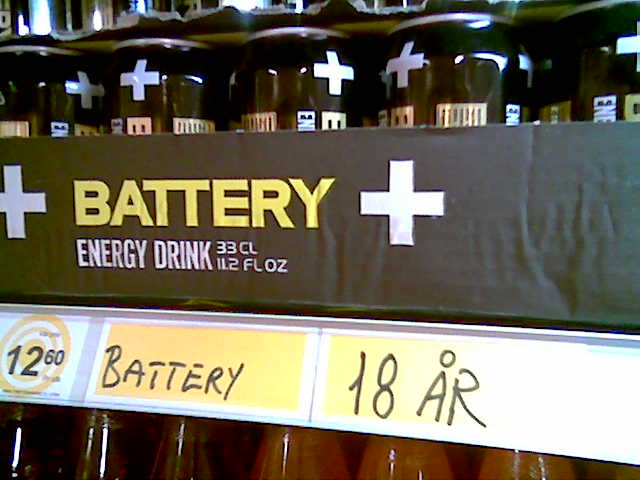 BATTERY
ENERGY DRINK 33 CL
11.2 FL OZ
12 60
BATTERY
18 ÅR